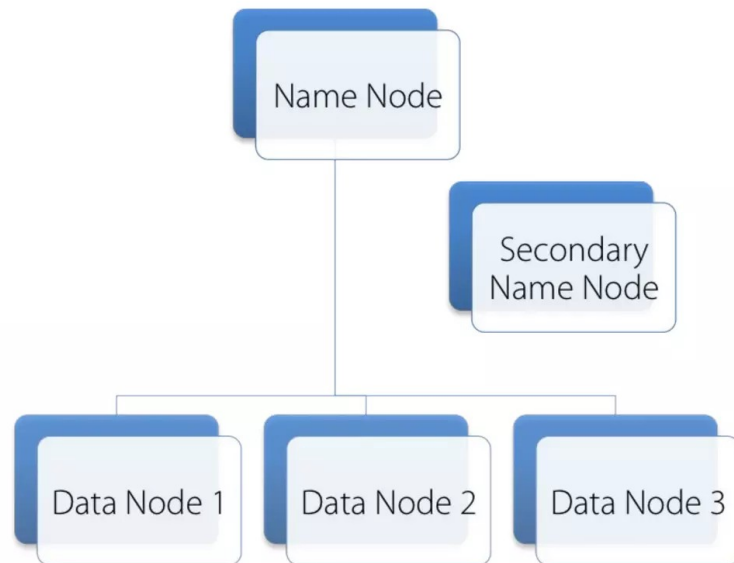 Name Node
Secondary
Name Node
Data Node 1
Data Node 2
Data Node 3